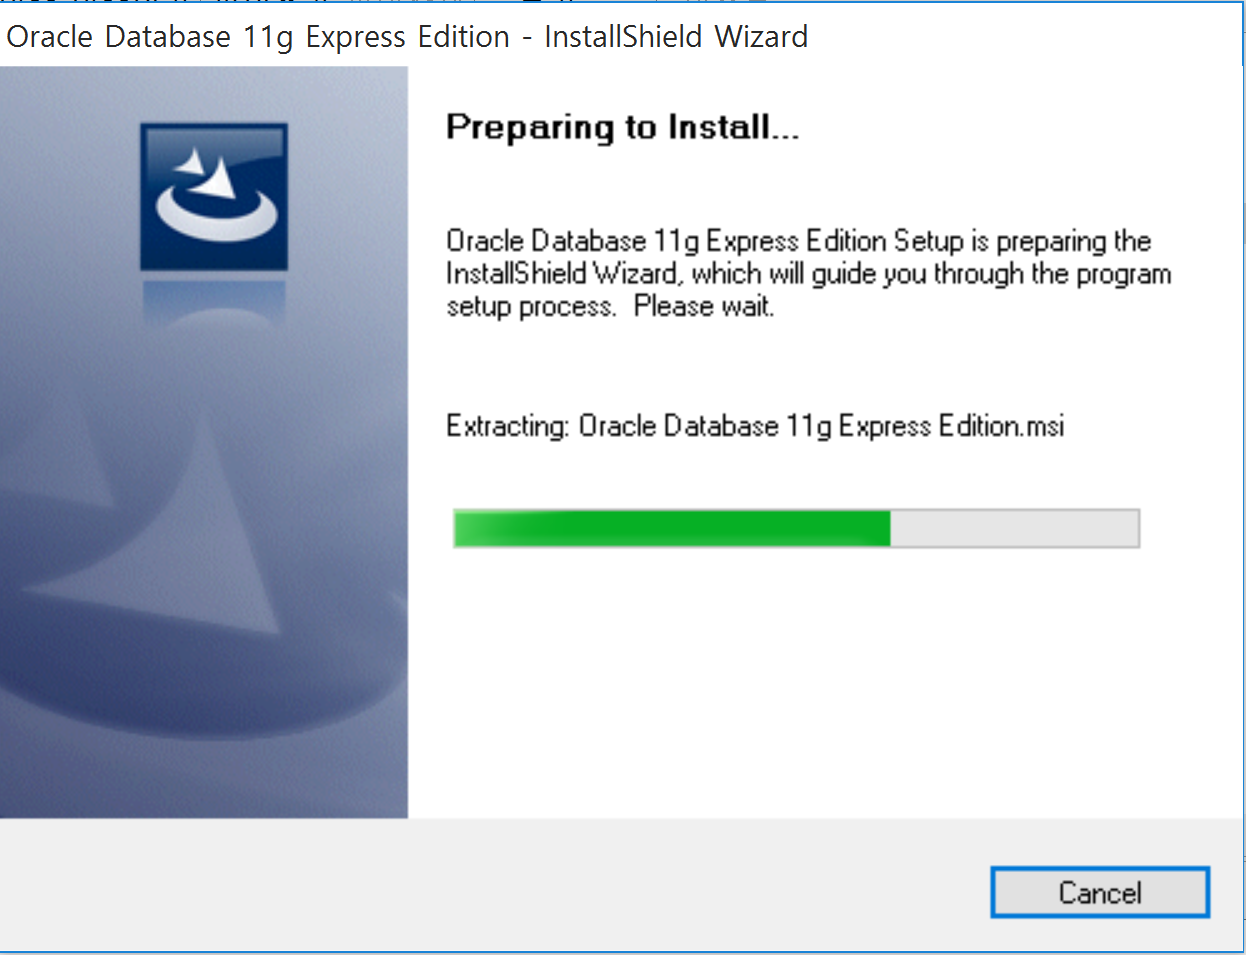 Oracle Database 11g Express Edition - InstallShield Wizard
Preparing to Install...
Oracle Database 11g Express Edition Setup is preparing the
InstallShield Wizard, which will guide you through the program
setup process.  Please wait.
Extracting: Oracle Database 11g Express Edition.msi
Cancel